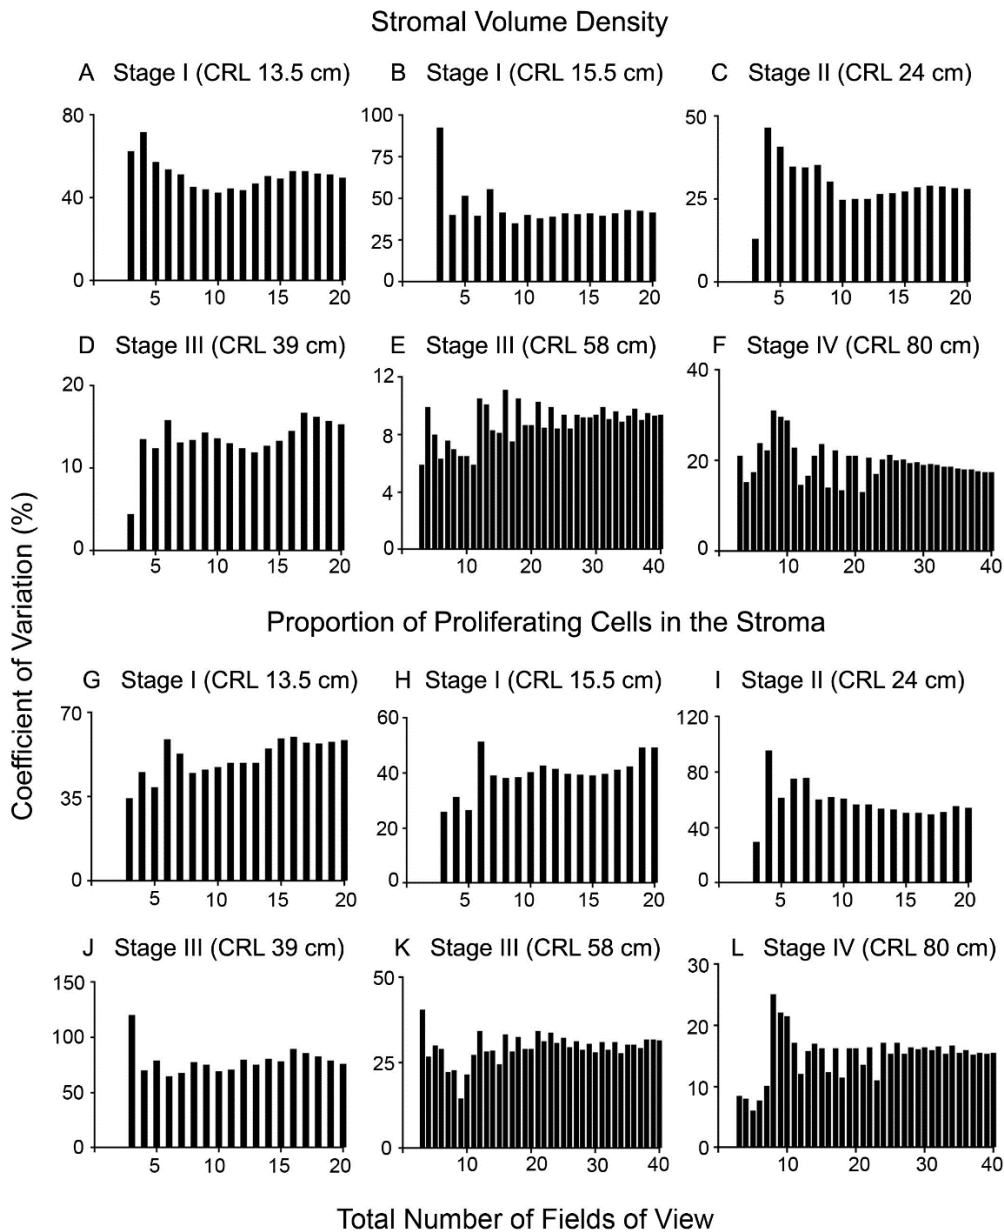 Stromal Volume Density
A Stage I (CRL 13.5 cm)
B Stage I (CRL 15.5 cm)
C Stage II (CRL 24 cm)
80
40
0
5 10 15 20
100
75
50
25
0
5 10 15 20
50
25
0
5 10 15 20
D Stage III (CRL 39 cm)
E Stage III (CRL 58 cm)
F Stage IV (CRL 80 cm)
20
10
0
5 10 15 20
12
8
4
0
10 20 30 40
40
20
0
10 20 30 40
Coefficient of Variation (%)
Proportion of Proliferating Cells in the Stroma
G Stage I (CRL 13.5 cm)
H Stage I (CRL 15.5 cm)
I Stage II (CRL 24 cm)
70
35
0
5 10 15 20
60
40
20
0
5 10 15 20
120
80
40
0
5 10 15 20
J Stage III (CRL 39 cm)
K Stage III (CRL 58 cm)
L Stage IV (CRL 80 cm)
150
100
50
0
5 10 15 20
50
25
0
10 20 30 40
30
20
10
0
10 20 30 40
Total Number of Fields of View